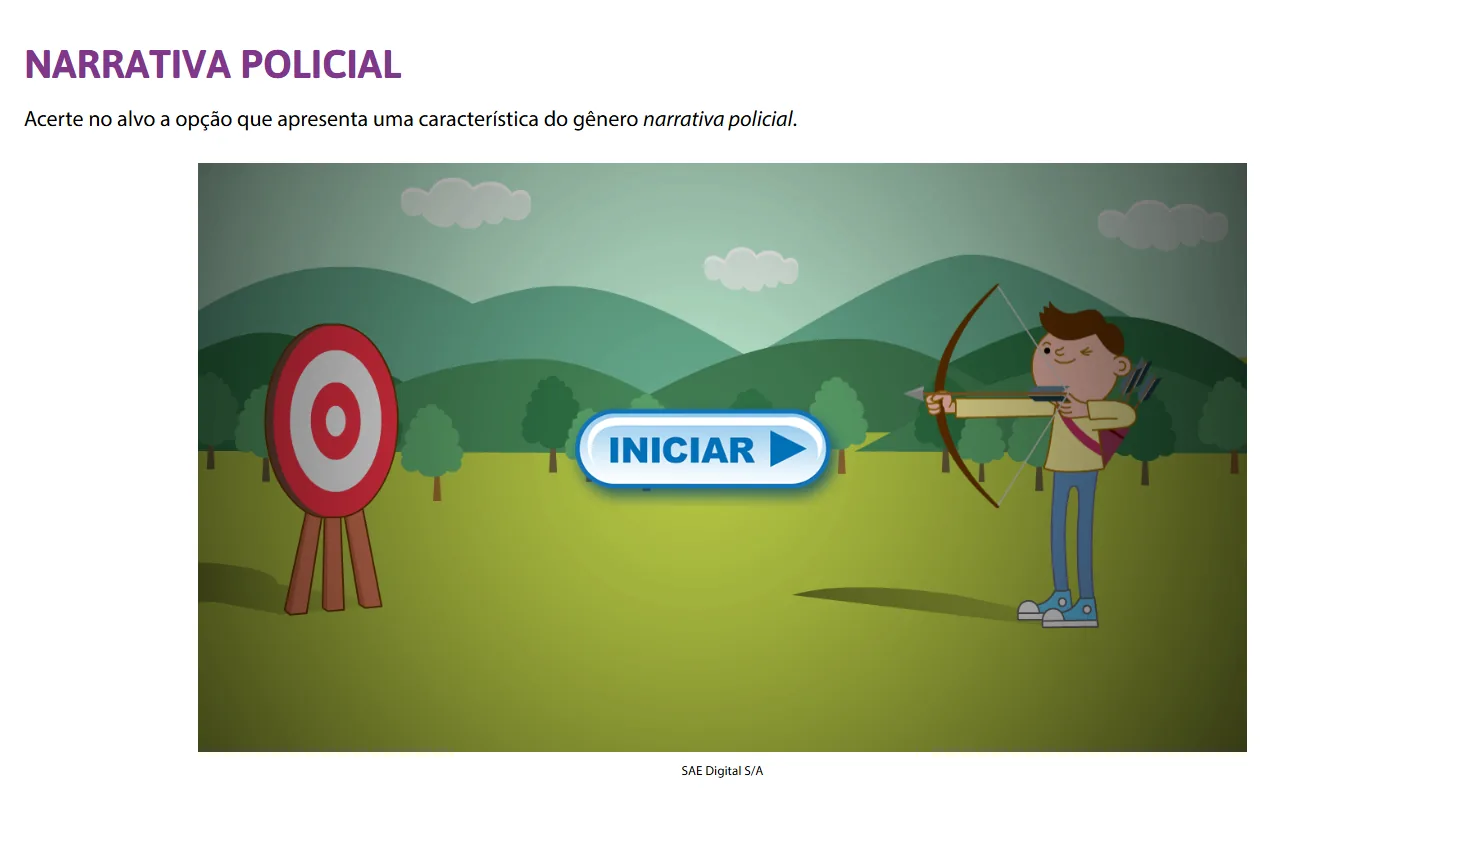 NARRATIVA POLICIAL
Acerte no alvo a opção que apresenta uma característica do gênero narrativa policial.
INICIAR
SAE Digital S/A